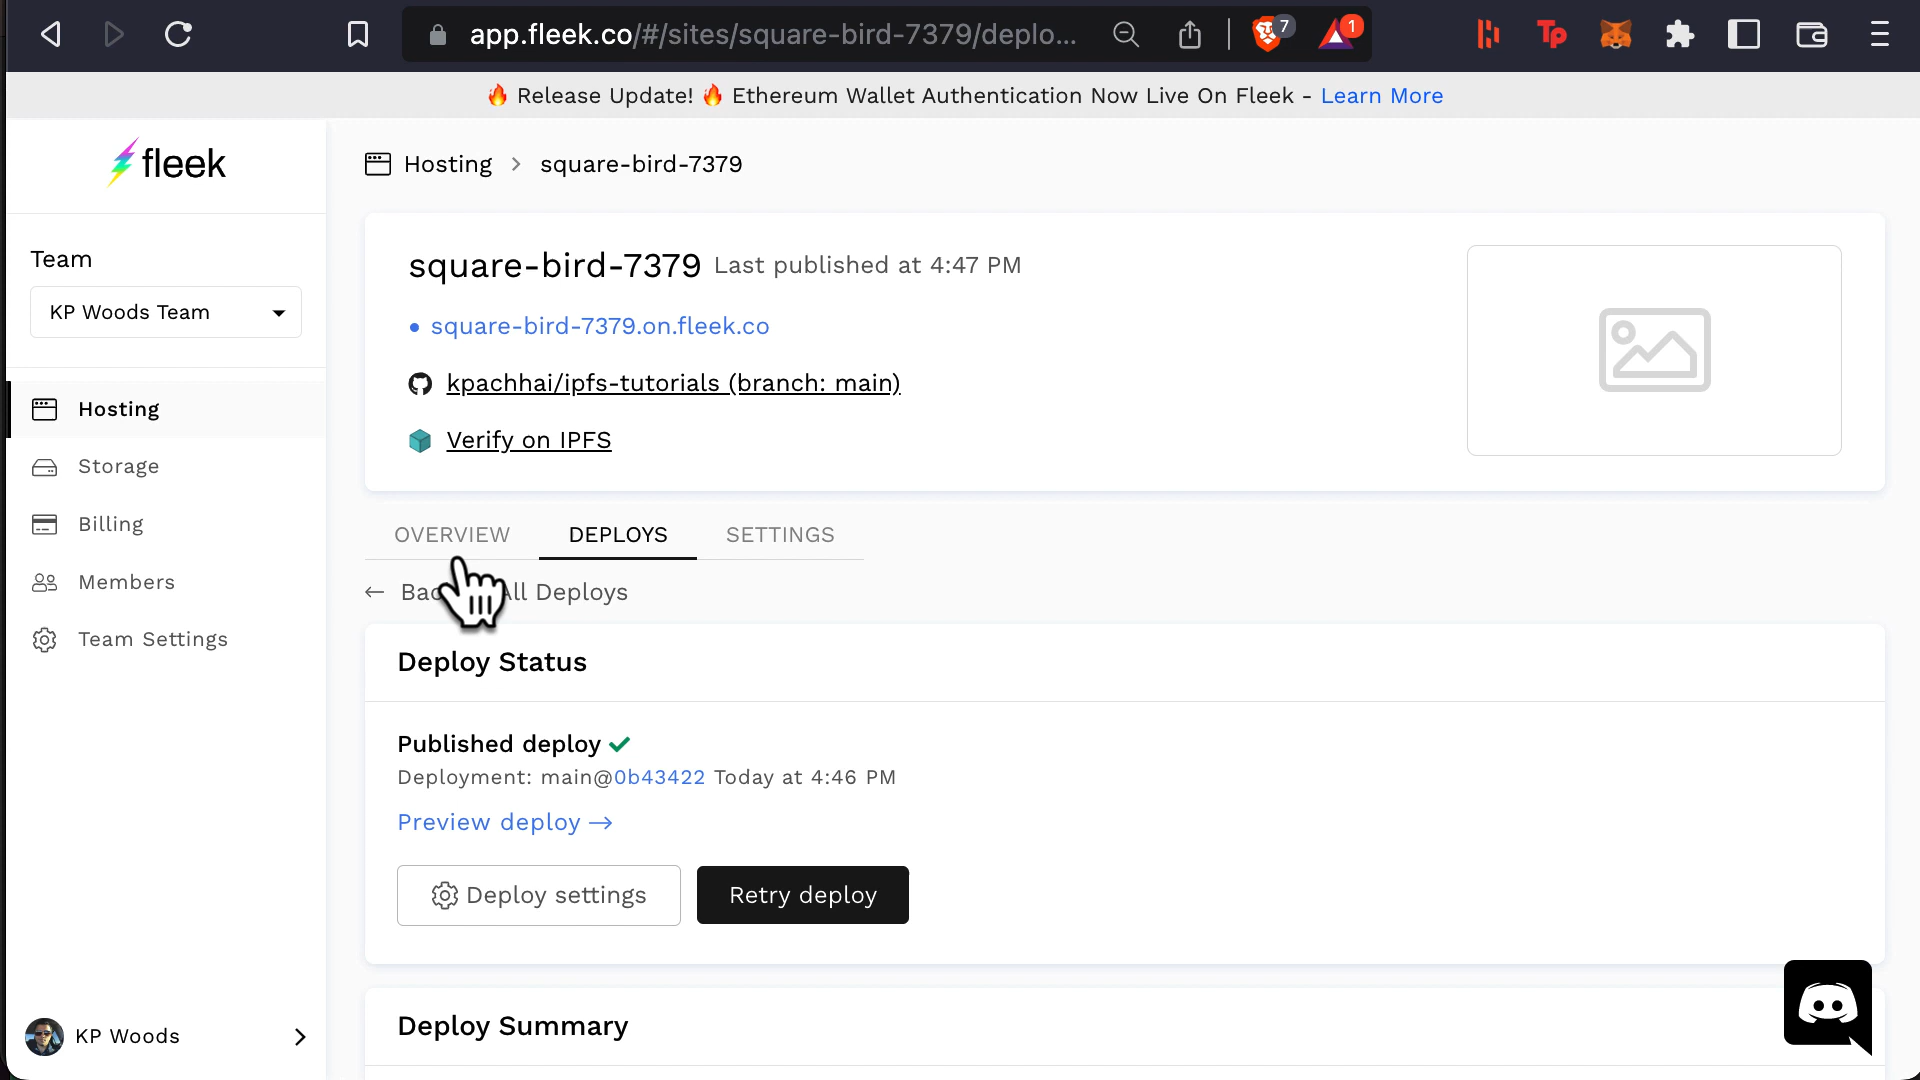 app.fleek.co/#/sites/square-bird-7379/deplo...
7
1
Tp
🔥 Release Update! 🔥 Ethereum Wallet Authentication Now Live On Fleek - Learn More
fleek
Hosting > square-bird-7379
Team
KP Woods Team
square-bird-7379 Last published at 4:47 PM
• square-bird-7379.on.fleek.co
kpachhai/ipfs-tutorials (branch: main)
Verify on IPFS
Hosting
Storage
Billing
Members
Team Settings
OVERVIEW DEPLOYS SETTINGS
← All Deploys
Deploy Status
Published deploy ✔
Deployment: main@0b43422 Today at 4:46 PM
Preview deploy →
Deploy settings Retry deploy
Deploy Summary
KP Woods